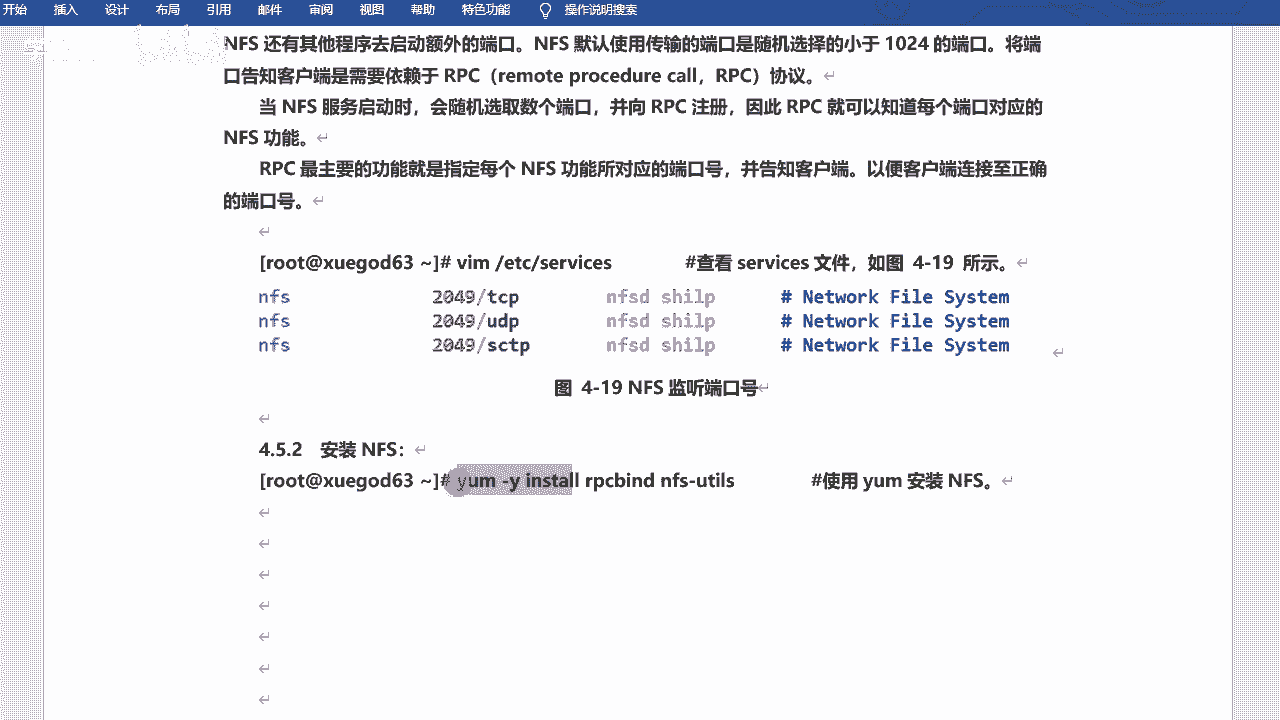 开始 插入 设计 布局 引用 邮件 审阅 视图 帮助 特色功能 操作说明搜索
NFS 还有其他程序去启动额外的端口。NFS 默认使用传输的端口是随机选择的小于 1024 的端口。将端
口告知客户端是需要依赖于 RPC（remote procedure call，RPC）协议。
当 NFS 服务启动时，会随机选取数个端口，并向 RPC 注册，因此 RPC 就可以知道每个端口对应的
NFS 功能。
RPC 最主要的功能就是指定每个 NFS 功能所对应的端口号，并告知客户端。以便客户端连接至正确
的端口号。
[root@xuegod63 ~]# vim /etc/services #查看 services 文件，如图 4-19 所示。
nfs 2049/tcp nfsd shilp # Network File System
nfs 2049/udp nfsd shilp # Network File System
nfs 2049/sctp nfsd shilp # Network File System
图 4-19 NFS 监听端口号
4.5.2 安装 NFS：
[root@xuegod63 ~]# yum -y install rpcbind nfs-utils #使用 yum 安装 NFS。